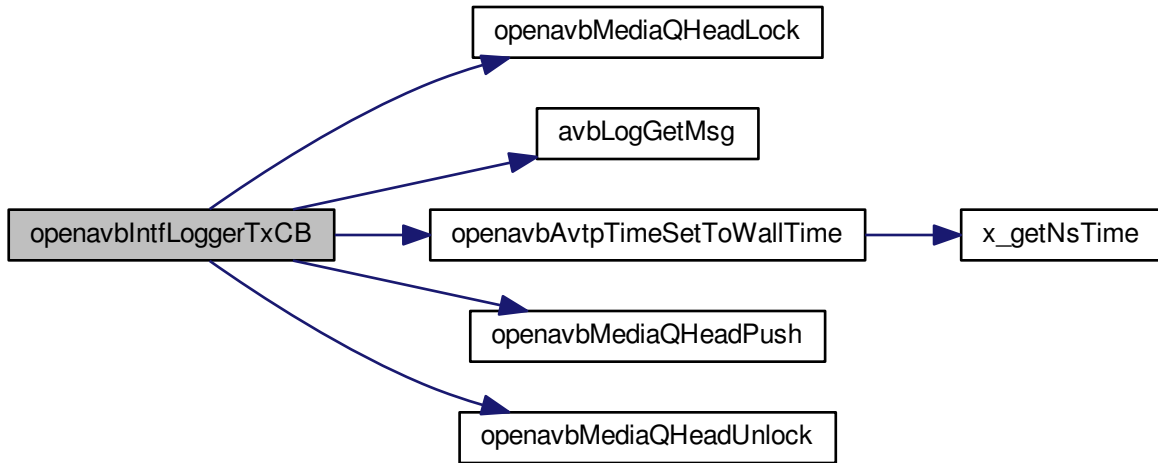 openavbMediaQHeadLock
avbLogGetMsg
openavbIntfLoggerTxCB
openavbAvtpTimeSetToWallTime
x_getNsTime
openavbMediaQHeadPush
openavbMediaQHeadUnlock